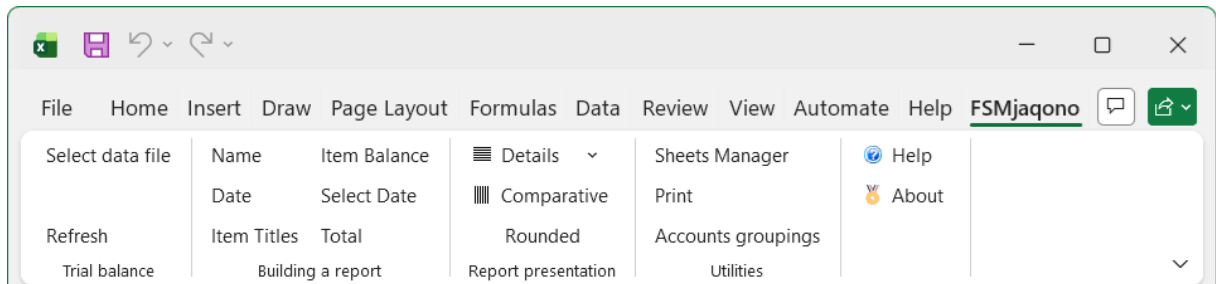 File Home Insert Draw Page Layout Formulas Data Review View Automate Help FSMjaqono
Select data file Name Item Balance Details Sheets Manager Help
Date Select Date Comparative Print About
Refresh Item Titles Total Rounded Accounts groupings
Trial balance Building a report Report presentation Utilities